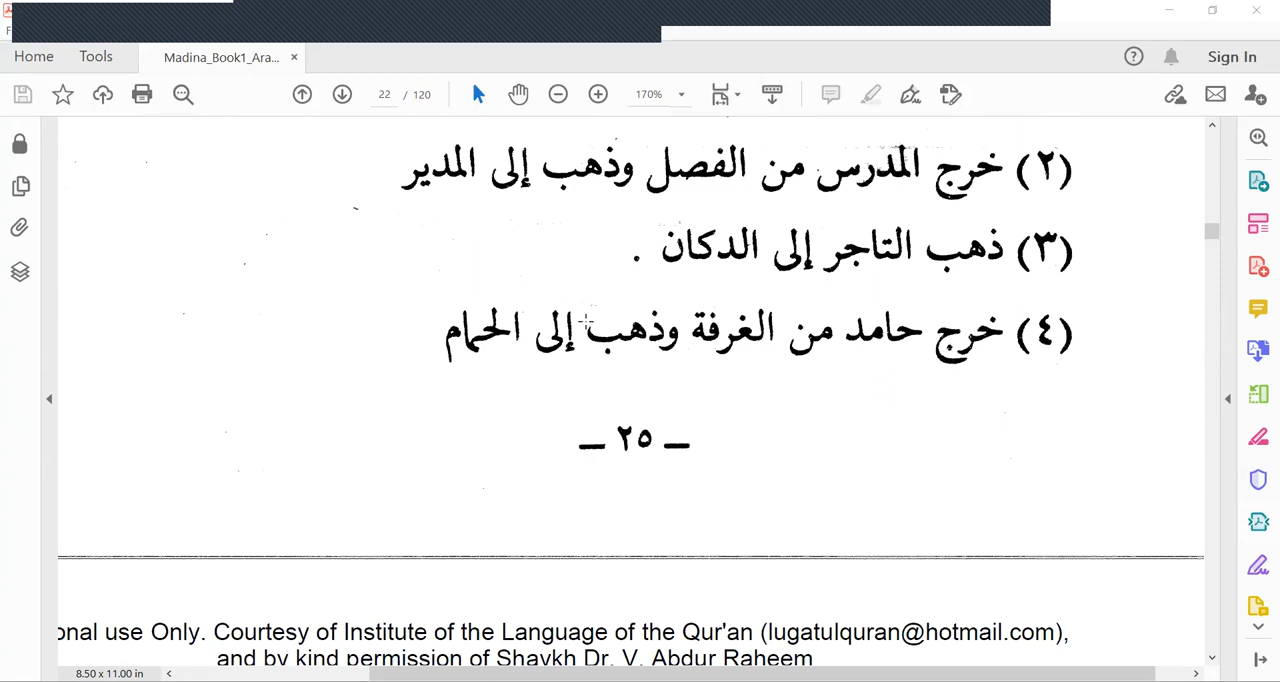 Home Tools Madina_Book1_Ara... × Sign In
22 / 120 170%
(٢) خرج المدرس من الفصل وذهب إلى المدير
(٣) ذهب التاجر إلى الدكان .
(٤) خرج حامد من الغرفة وذهب إلى الحمام
– ٢٥ –
onal use Only. Courtesy of Institute of the Language of the Qur'an (lugatulquran@hotmail.com),
and by kind permission of Shaykh Dr. V. Abdur Raheem
8.50 x 11.00 in